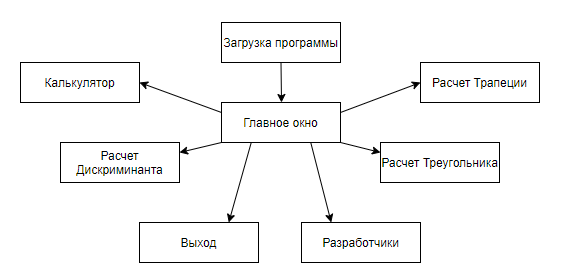 Загрузка программы
Калькулятор
Расчет Трапеции
Главное окно
Расчет
Дискриминанта
Расчет Треугольника
Выход
Разработчики